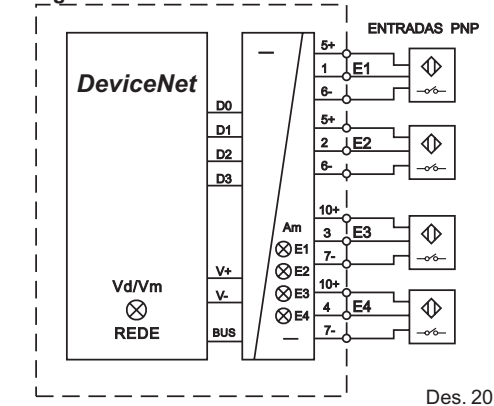 ENTRADAS PNP
DeviceNet
D0
D1
D2
D3
V+
V-
BUS
Vd/Vm
REDE
Am
E1
E2
E3
E4
5+
1 E1
6-
5+
2 E2
6-
10+
3 E3
7-
10+
4 E4
7-
Des. 20